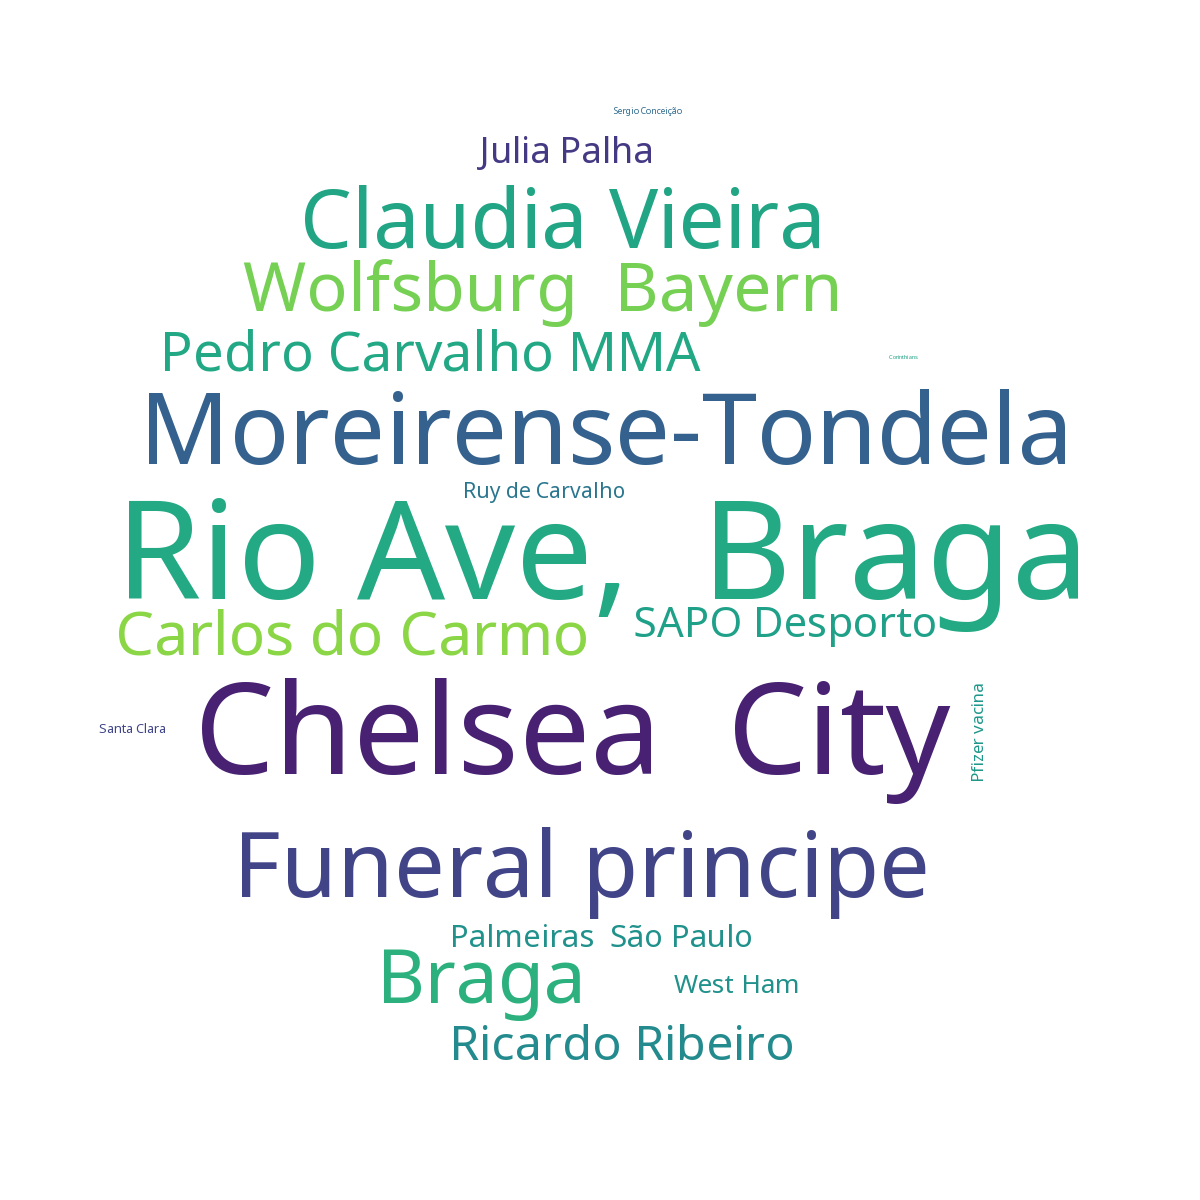 Sergio Conceição
Julia Palha
Claudia Vieira
Wolfsburg Bayern
Pedro Carvalho MMA
Corinthians
Moreirense-Tondela
Ruy de Carvalho
Rio Ave, Braga
Carlos do Carmo
SAPO Desporto
Santa Clara
Chelsea City
Pfizer vacina
Funeral principe
Palmeiras São Paulo
Braga
West Ham
Ricardo Ribeiro